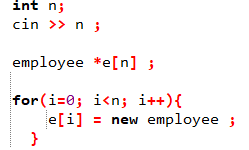 int n;
cin >> n ;
employee *e[n] ;
for(i=0; i<n; i++){
e[i] = new employee ;
}